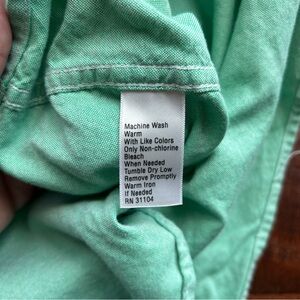 Machine Wash
Warm
With Like Colors
Only Non-chlorine
Bleach
When Needed
Tumble Dry Low
Remove Promptly
Warm Iron
If Needed
RN 31104